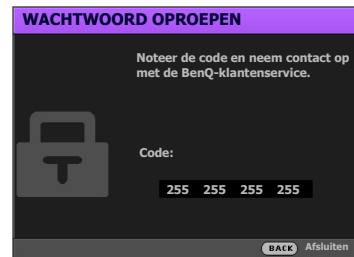 WACHTWOORD OPROEPEN
Noteer de code en neem contact op
met de BenQ-klantenservice.
Code:
255 255 255 255
BACK Afsluiten